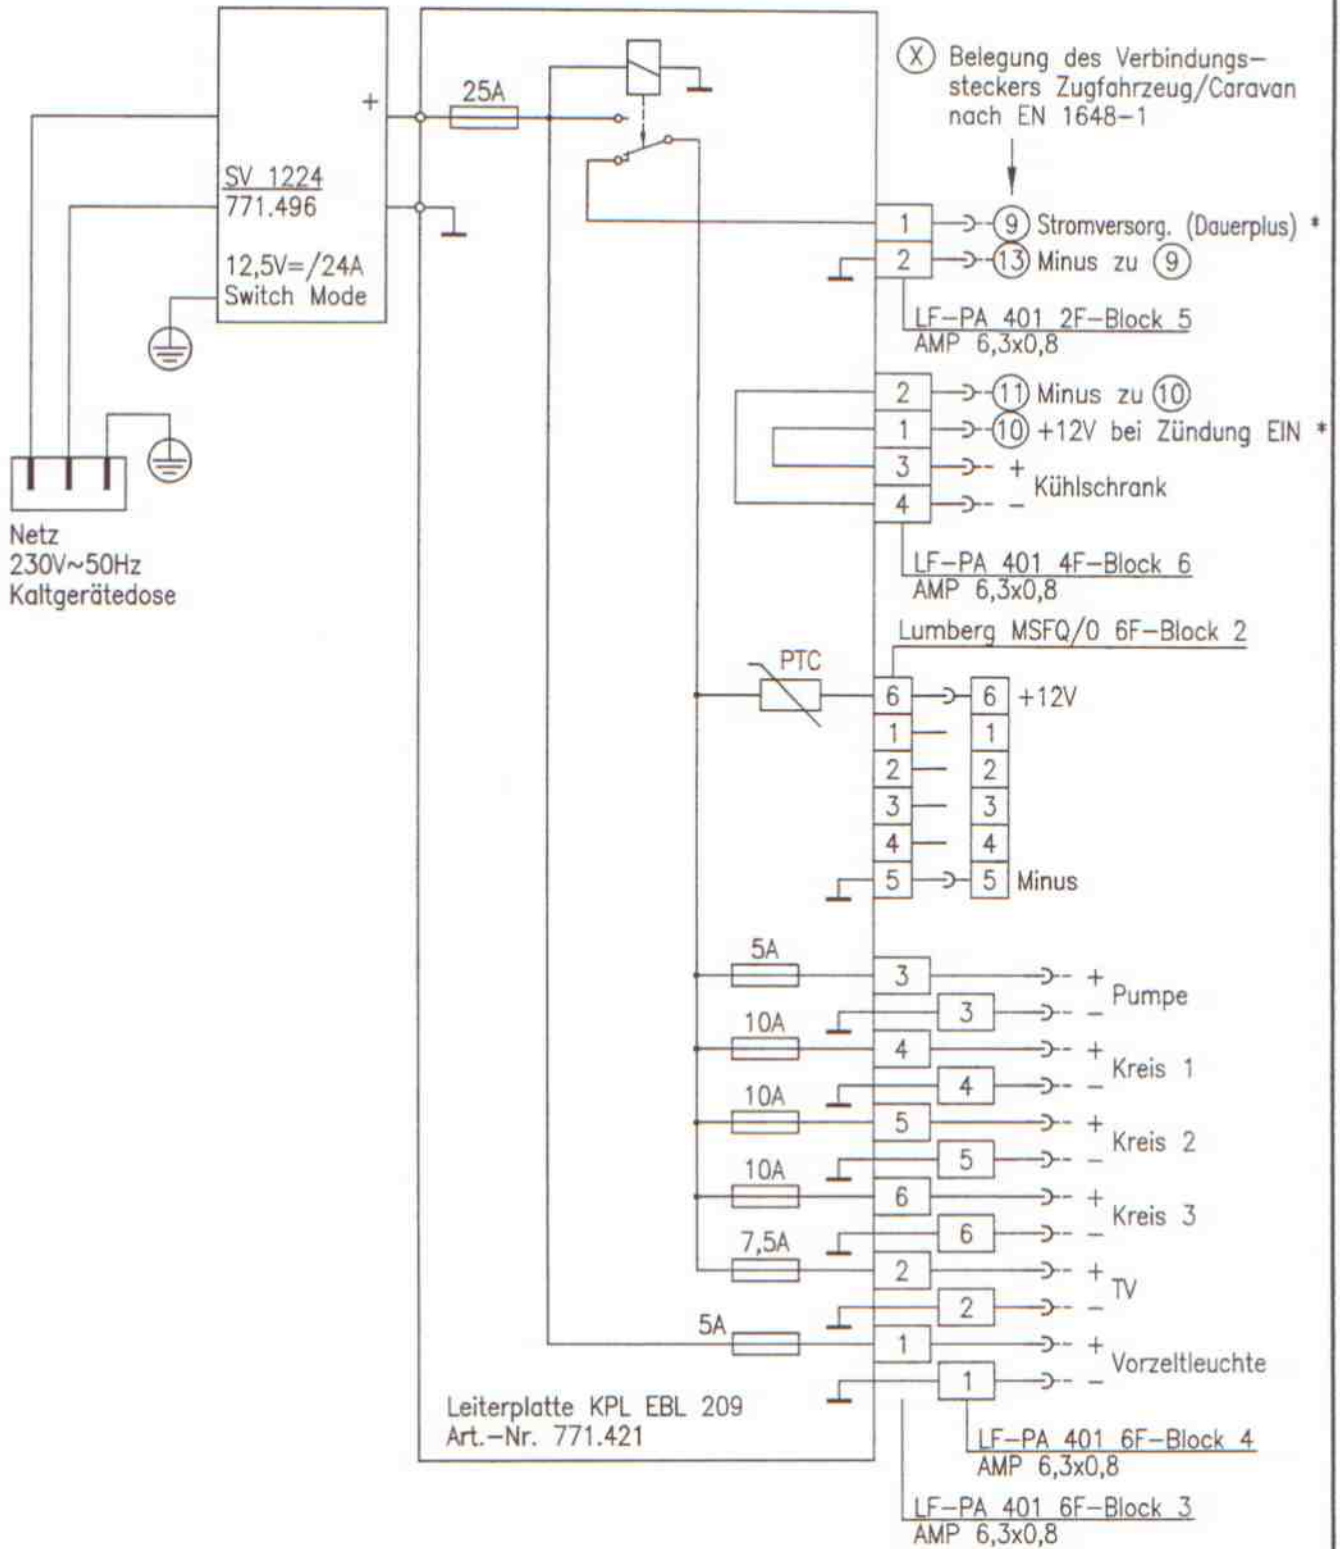 +
SV 1224
771.496
12,5V=/24A
Switch Mode
Netz
230V~50Hz
Kaltgerätedose
25A
X Belegung des Verbindungs-
steckers Zugfahrzeug/Caravan
nach EN 1648-1
1 9 Stromversorg. (Dauerplus) *
2 13 Minus zu 9
LF-PA 401 2F-Block 5
AMP 6,3x0,8
2 11 Minus zu 10
1 10 +12V bei Zündung EIN *
3 +
Kühlschrank
4 -
LF-PA 401 4F-Block 6
AMP 6,3x0,8
Lumberg MSFQ/0 6F-Block 2
PTC
6 6 +12V
1 1
2 2
3 3
4 4
5 5 Minus
5A
3 +
Pumpe
3 -
10A
4 +
Kreis 1
4 -
10A
5 +
Kreis 2
5 -
10A
6 +
Kreis 3
6 -
7,5A
2 +
TV
2 -
5A
1 +
Vorzeltleuchte
1 -
Leiterplatte KPL EBL 209
Art.-Nr. 771.421
LF-PA 401 6F-Block 4
AMP 6,3x0,8
LF-PA 401 6F-Block 3
AMP 6,3x0,8